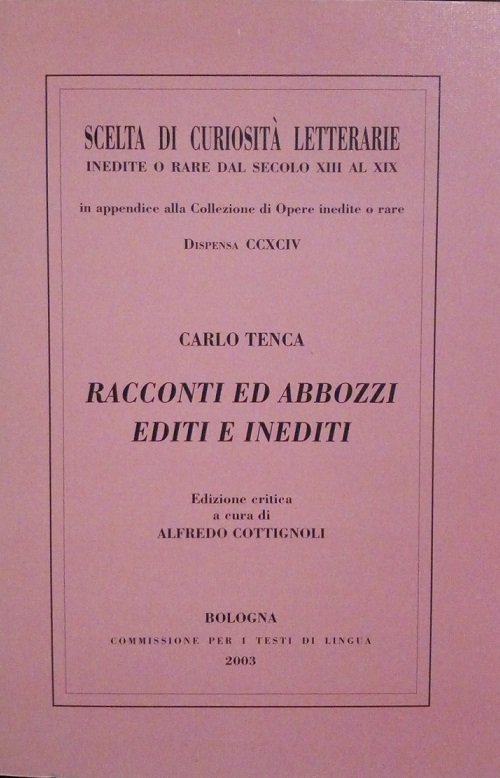 SCELTA DI CURIOSITÀ LETTERARIE
INEDITE O RARE DAL SECOLO XIII AL XIX
in appendice alla Collezione di Opere inedite o rare
DISPENSA CCXCIV
CARLO TENCA
RACCONTI ED ABBOZZI
EDITI E INEDITI
Edizione critica
a cura di
ALFREDO COTTIGNOLI
BOLOGNA
COMMISSIONE PER I TESTI DI LINGUA
2003